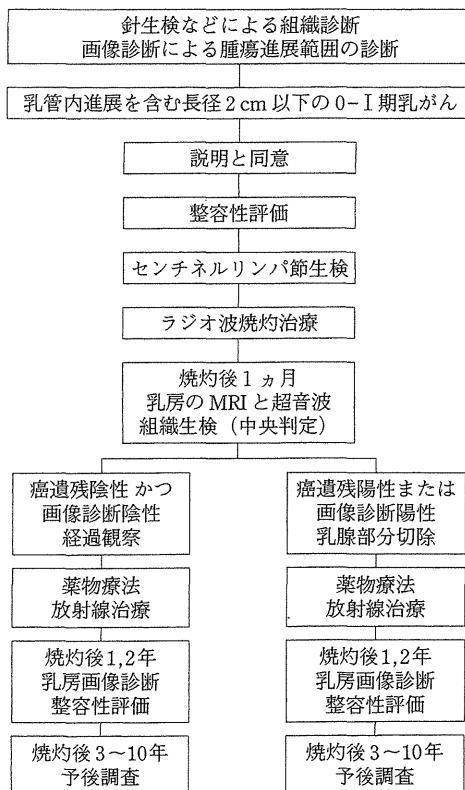 針生検などによる組織診断
画像診断による腫瘍進展範囲の診断
乳管内進展を含む長径2cm以下の0-Ⅰ期乳がん
説明と同意
整容性評価
センチネルリンパ節生検
ラジオ波焼灼治療
焼灼後1ヵ月
乳房のMRIと超音波
組織生検（中央判定）
癌遺残陰性 かつ
画像診断陰性
経過観察
薬物療法
放射線治療
焼灼後1,2年
乳房画像診断
整容性評価
焼灼後3～10年
予後調査
癌遺残陽性または
画像診断陽性
乳腺部分切除
薬物療法
放射線治療
焼灼後1,2年
乳房画像診断
整容性評価
焼灼後3～10年
予後調査